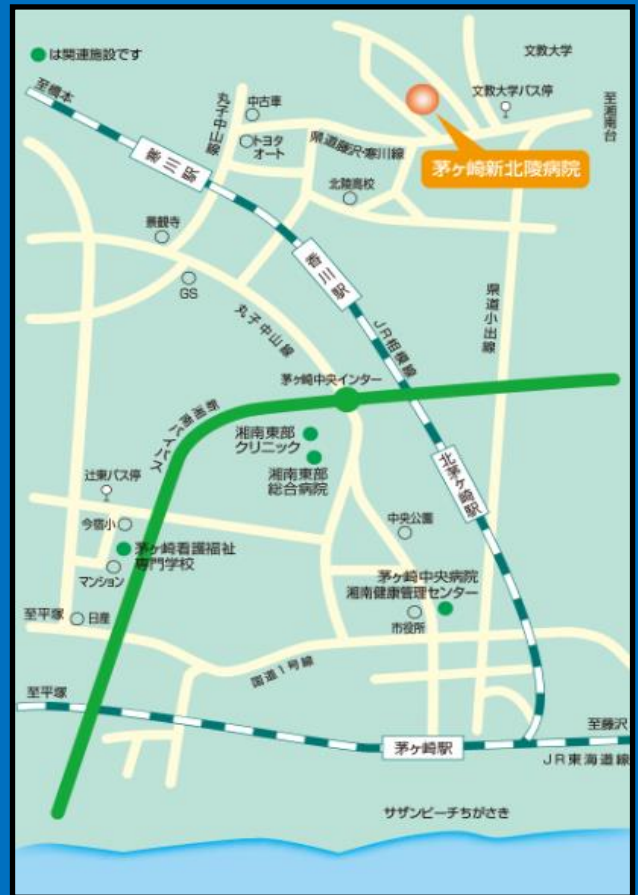 は関連施設です
文教大学
至橋本
丸子中山線
中古車
文教大学バス停
至湘南台
トヨタ
オート
県道藤沢・寒川線
茅ヶ崎新北陵病院
寒川駅
北陵高校
景観寺
香川駅
GS
県道小出線
丸子中山線
JR相模線
茅ヶ崎中央インター
新湘南バイパス
湘南東部
クリニック
湘南東部
総合病院
北茅ヶ崎駅
辻東バス停
中央公園
今宿小
茅ヶ崎看護福祉
専門学校
マンション
茅ヶ崎中央病院
湘南健康管理センター
至平塚
日産
市役所
国道1号線
至平塚
至藤沢
茅ヶ崎駅
JR東海道線
サザンビーチちがさき